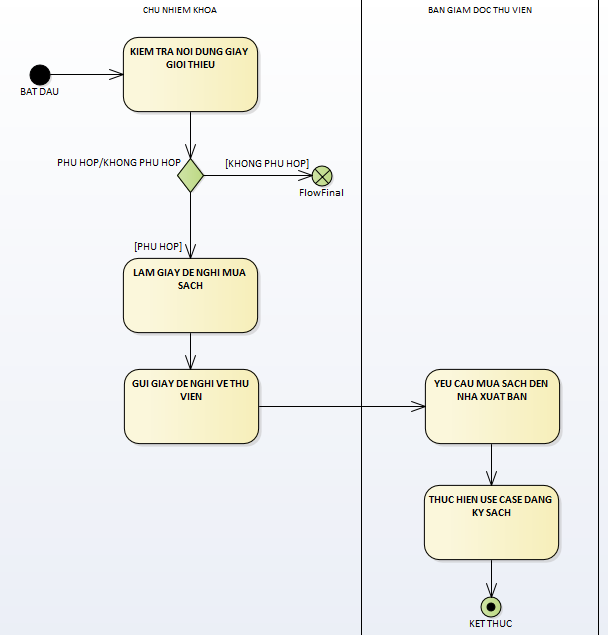 CHU NHIEM KHOA
BAN GIAM DOC THU VIEN
KIEM TRA NOI DUNG GIAY
GIOI THIEU
BAT DAU
PHU HOP/KHONG PHU HOP
[KHONG PHU HOP]
FlowFinal
[PHU HOP]
LAM GIAY DE NGHI MUA
SACH
GUI GIAY DE NGHI VE THU
VIEN
YEU CAU MUA SACH DEN
NHA XUAT BAN
THUC HIEN USE CASE DANG
KY SACH
KET THUC